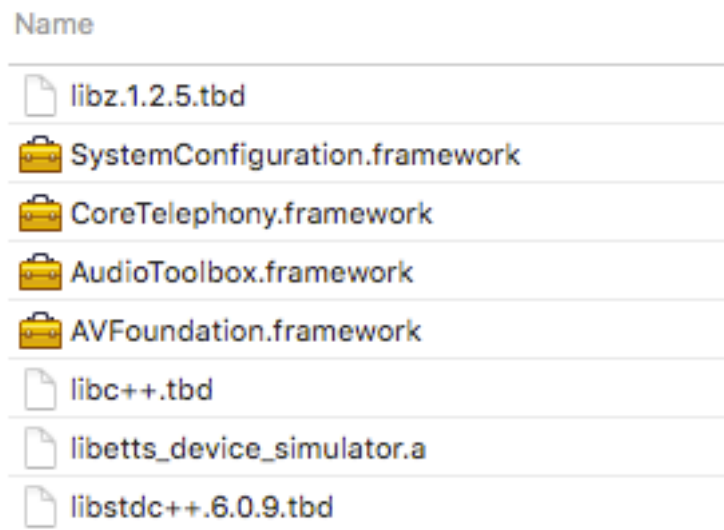 Name
libz.1.2.5.tbd
SystemConfiguration.framework
CoreTelephony.framework
AudioToolbox.framework
AVFoundation.framework
libc++.tbd
libetts_device_simulator.a
libstdc++.6.0.9.tbd